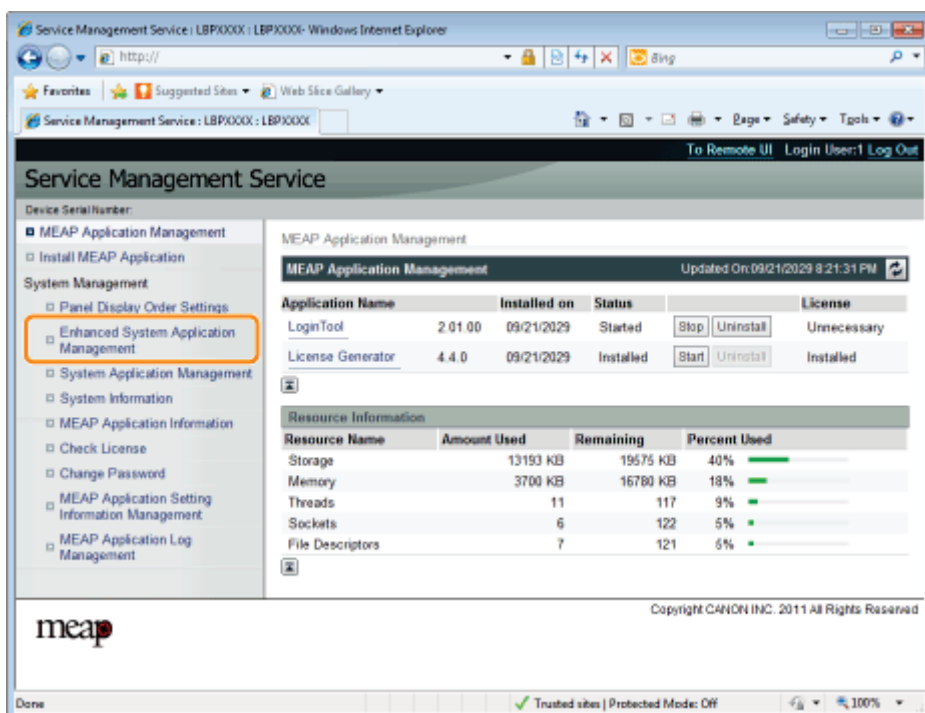 Service Management Service : LBPXXXX : LBPXXXX- Windows Internet Explorer
http://
Bing
Favorites Suggested Sites Web Slice Gallery
Service Management Service : LBPXXXX : LBPXXXX
Page Safety Tools
To Remote UI Login User:1 Log Out
Service Management Service
Device Serial Number:
MEAP Application Management
Install MEAP Application
System Management
Panel Display Order Settings
Enhanced System Application
Management
System Application Management
System Information
MEAP Application Information
Check License
Change Password
MEAP Application Setting
Information Management
MEAP Application Log
Management
MEAP Application Management
MEAP Application Management Updated On:09/21/2029 8:21:31 PM
Application Name Installed on Status License
LoginTool 2.01.00 09/21/2029 Started Stop Uninstall Unnecessary
License Generator 4.4.0 09/21/2029 Installed Start Uninstall Installed
Resource Information
Resource Name Amount Used Remaining Percent Used
Storage 13193 KB 19575 KB 40%
Memory 3700 KB 16780 KB 18%
Threads 11 117 9%
Sockets 6 122 5%
File Descriptors 7 121 6%
Copyright CANON INC. 2011 All Rights Reserved
meap
Done Trusted sites | Protected Mode: Off 100%